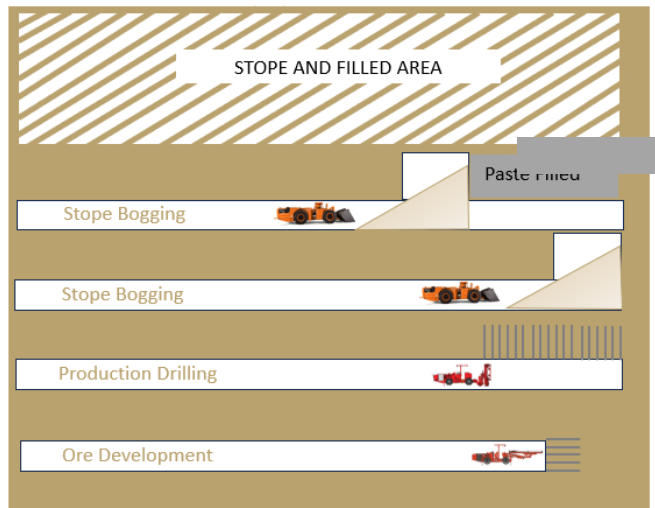 STOPE AND FILLED AREA
Paste Filled
Stope Bogging
Stope Bogging
Production Drilling
Ore Development